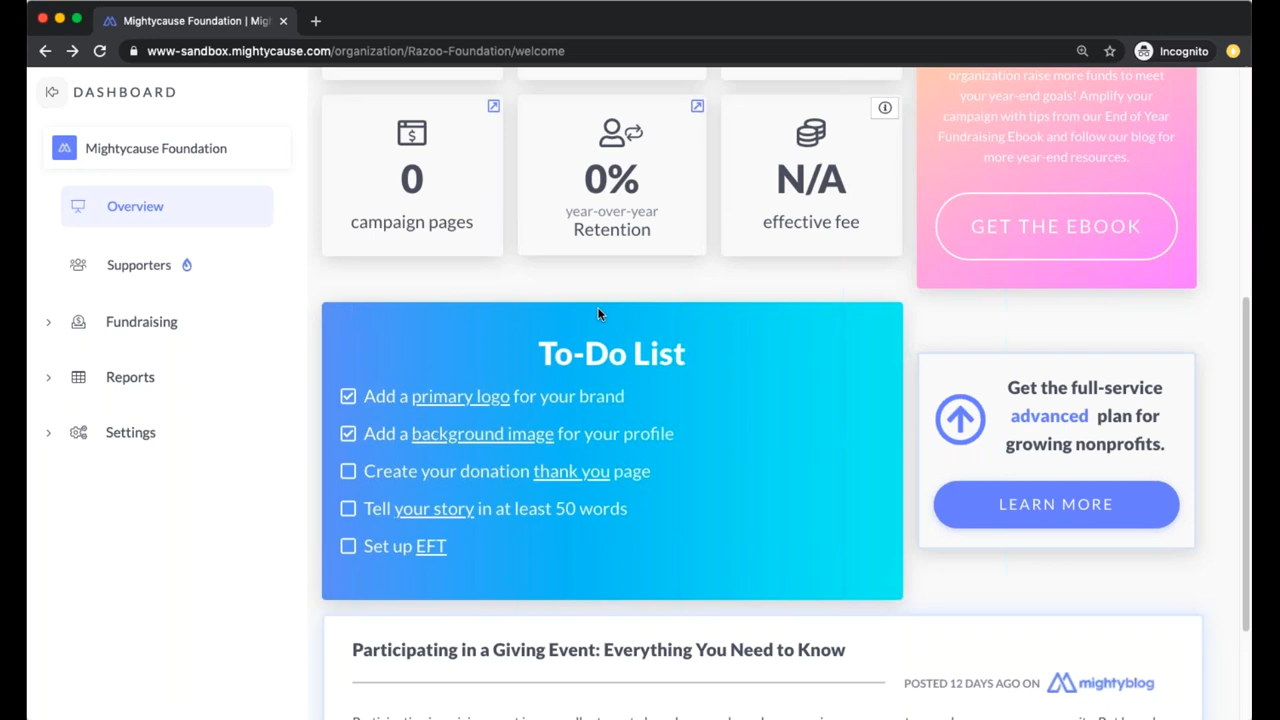 Mightycause Foundation | Mig
www-sandbox.mightycause.com/organization/Razoo-Foundation/welcome
Incognito
DASHBOARD
Mightycause Foundation
Overview
Supporters
Fundraising
Reports
Settings
0
campaign pages
0%
year-over-year
Retention
N/A
effective fee
organization raise more funds to meet
your year-end goals! Amplify your
campaign with tips from our End of Year
Fundraising Ebook and follow our blog for
more year-end resources.
GET THE EBOOK
To-Do List
Add a primary logo for your brand
Add a background image for your profile
Create your donation thank you page
Tell your story in at least 50 words
Set up EFT
Get the full-service
advanced plan for
growing nonprofits.
LEARN MORE
Participating in a Giving Event: Everything You Need to Know
POSTED 12 DAYS AGO ON mightyblog